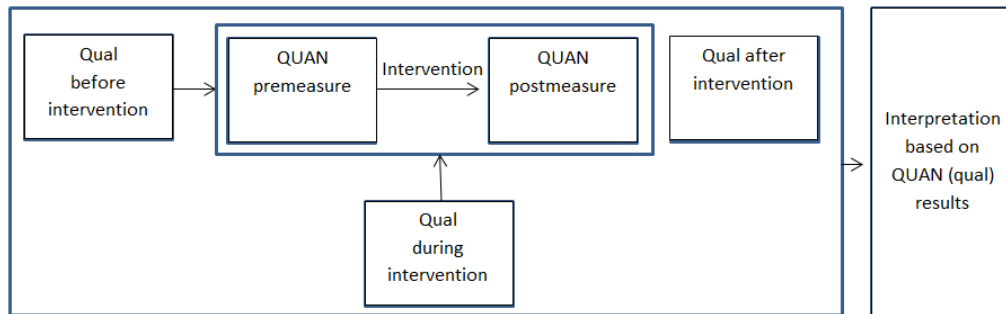 Qual
before
intervention
QUAN
premeasure
Intervention
QUAN
postmeasure
Qual after
intervention
Qual
during
intervention
Interpretation
based on
QUAN (qual)
results